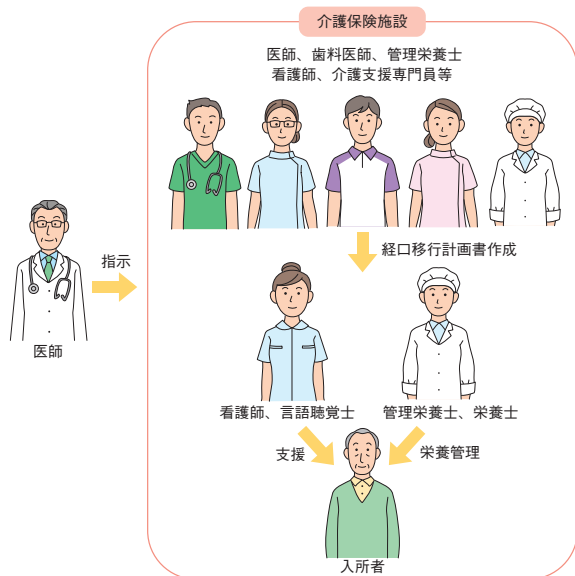 介護保険施設
医師、歯科医師、管理栄養士
看護師、介護支援専門員等
指示
医師
経口移行計画書作成
看護師、言語聴覚士
管理栄養士、栄養士
支援
栄養管理
入所者